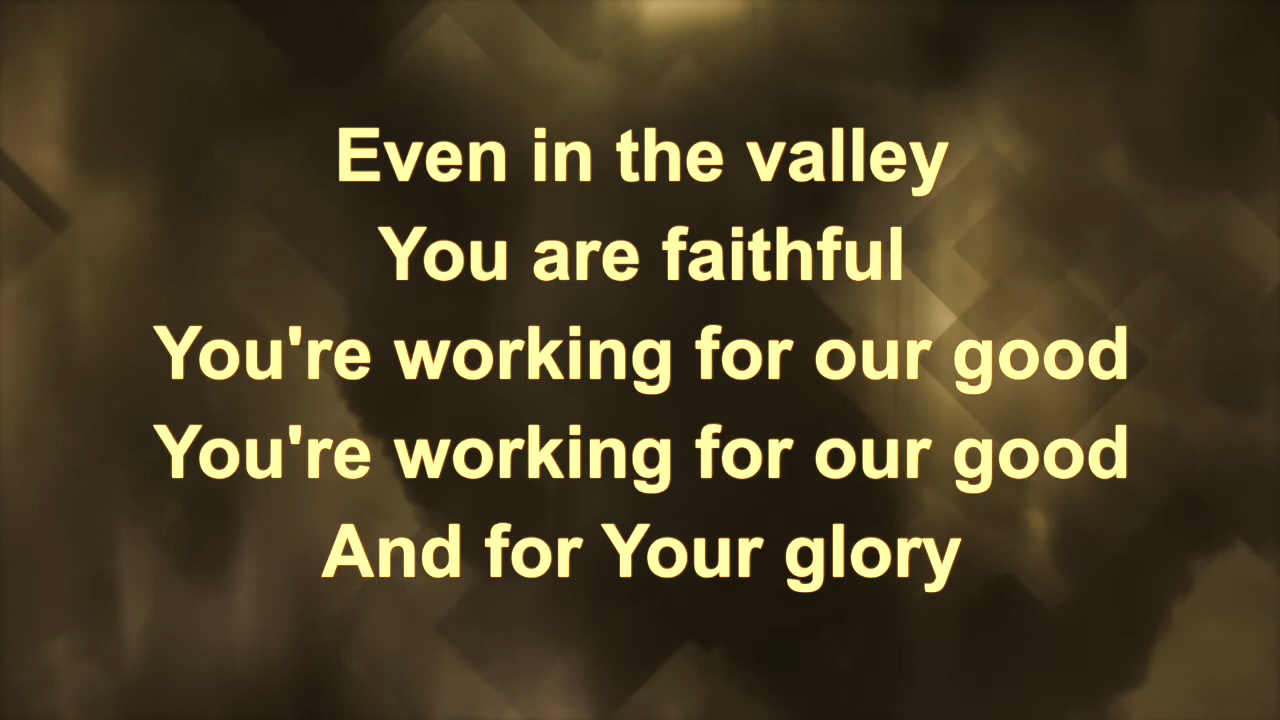 Even in the valley
You are faithful
You're working for our good
You're working for our good
And for Your glory